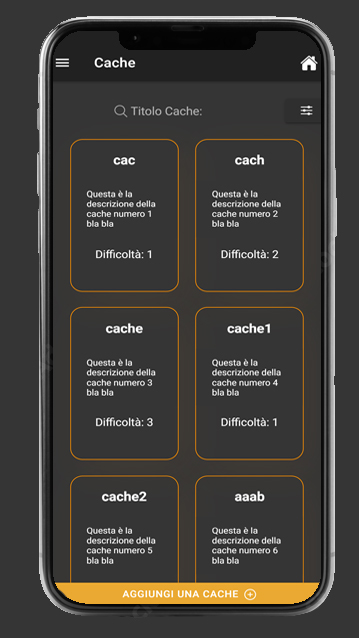 Cache
Titolo Cache:
cac
Questa è la
descrizione della
cache numero 1
bla bla
Difficoltà: 1
cach
Questa è la
descrizione della
cache numero 2
bla bla
Difficoltà: 2
cache
Questa è la
descrizione della
cache numero 3
bla bla
Difficoltà: 3
cache1
Questa è la
descrizione della
cache numero 4
bla bla
Difficoltà: 1
cache2
Questa è la
descrizione della
cache numero 5
bla bla
aaab
Questa è la
descrizione della
cache numero 6
bla bla
AGGIUNGI UNA CACHE